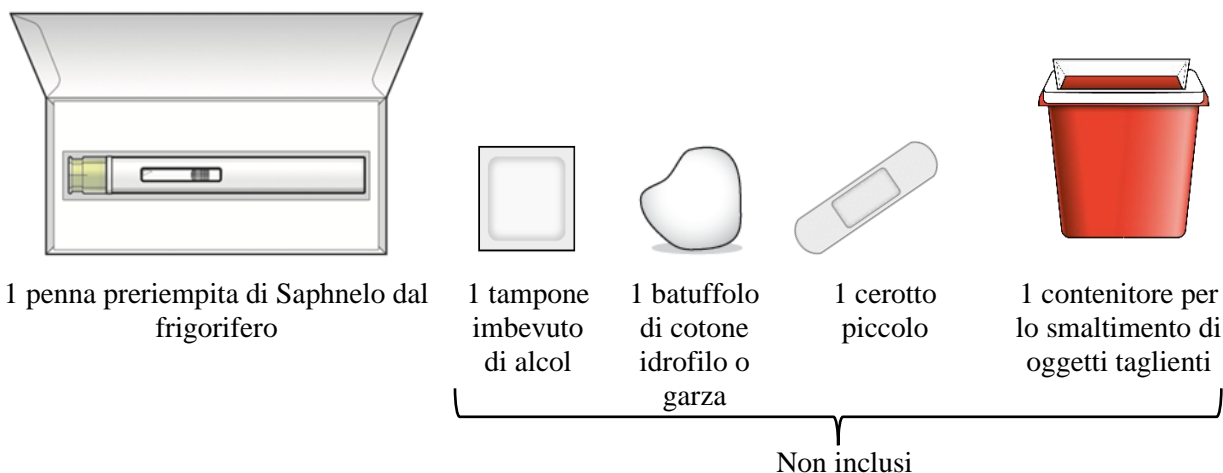 1 penna preriempita di Saphnelo dal
frigorifero
1 tampone
imbevuto
di alcol
1 batuffolo
di cotone
idrofilo o
garza
1 cerotto
piccolo
1 contenitore per
lo smaltimento di
oggetti taglienti
Non inclusi